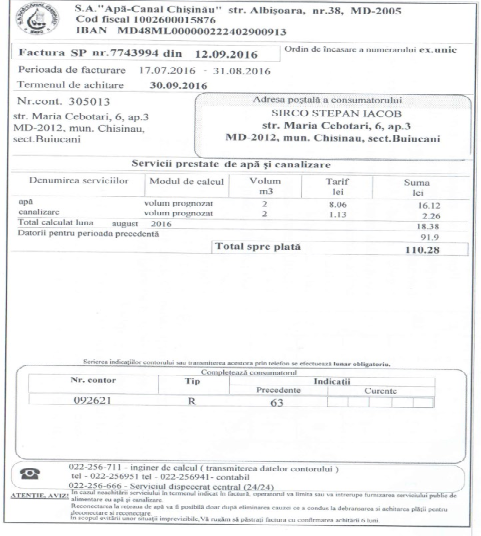 S.A."Apă-Canal Chişinău" str. Albişoara, nr.38, MD-2005
Cod fiscal 1002600015876
IBAN MD48ML000000222402900913
Factura SP nr.7743994 din 12.09.2016
Ordin de încasare a numerarului ex.unic
Perioada de facturare 17.07.2016 - 31.08.2016
Termenul de achitare 30.09.2016
Nr.cont. 305013
str. Maria Cebotari, 6, ap.3
MD-2012, mun. Chisinau,
sect.Buiucani
Adresa poştală a consumatorului
SIRCO STEPAN IACOB
str. Maria Cebotari, 6, ap.3
MD-2012, mun. Chisinau, sect.Buiucani
Servicii prestate de apă şi canalizare
Denumirea serviciilor Modul de calcul Volum m3 Tarif lei Suma lei
apă volum prognozat 2 8.06 16.12
canalizare volum prognozat 2 1.13 2.26
Total calculat luna august 2016 18.38
Datorii pentru perioada precedentă 91.9
Total spre plată 110.28
Scrierea indicaţiilor contorului sau transmiterea acestora prin telefon se efectuează lunar obligatoriu.
Completează consumatorul
Nr. contor Tip Indicaţii
Precedente Curente
092621 R 63
022-256-711 - inginer de calcul ( transmiterea datelor contorului )
tel - 022-256951 tel - 022-256941- contabil
022-256-666 - Serviciul dispecerat central (24/24)
ATENŢIE, AVIZ! În cazul neachitării serviciului în termenul indicat în factură, operatorul va limita sau va întrerupe furnizarea serviciului public de
alimentare cu apă şi canalizare.
Reconectarea la reţeaua de apă va fi posibilă doar după eliminarea cauzei ce a condus la debranşarea şi achitarea plăţii pentru
deconectare şi reconectare.
În scopul evitării unor situaţii imprevizibile, Vă rugăm să păstraţi factura cu confirmarea achitării 6 luni.